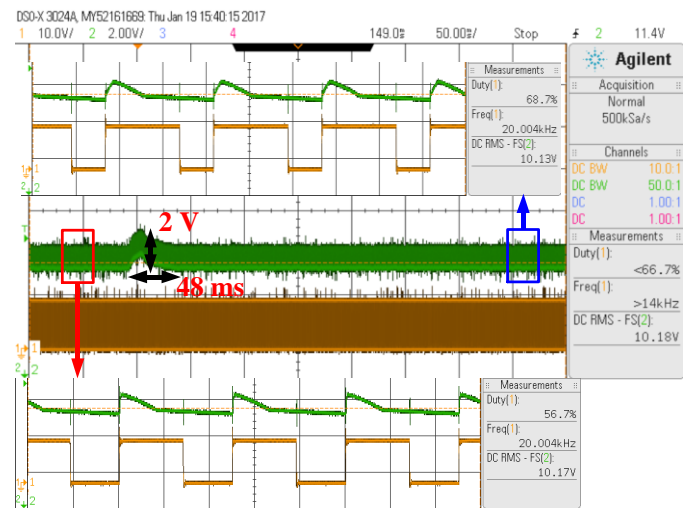 DSO-X 3024A, MY52161669: Thu Jan 19 15:40:15 2017
1 10.0V/ 2 2.00V/ 3 4 149.0ms 50.00ms/ Stop 2 11.4V
Agilent
Acquisition
Normal
500kSa/s
Channels
DC BW 10.0:1
DC BW 50.0:1
DC 1.00:1
DC 1.00:1
Measurements
Duty(1):
<66.7%
Freq(1):
>14kHz
DC RMS - FS(2):
10.18V
Measurements
Duty(1):
68.7%
Freq(1):
20.004kHz
DC RMS - FS(2):
10.13V
2 V
48 ms
Measurements
Duty(1):
56.7%
Freq(1):
20.004kHz
DC RMS - FS(2):
10.17V